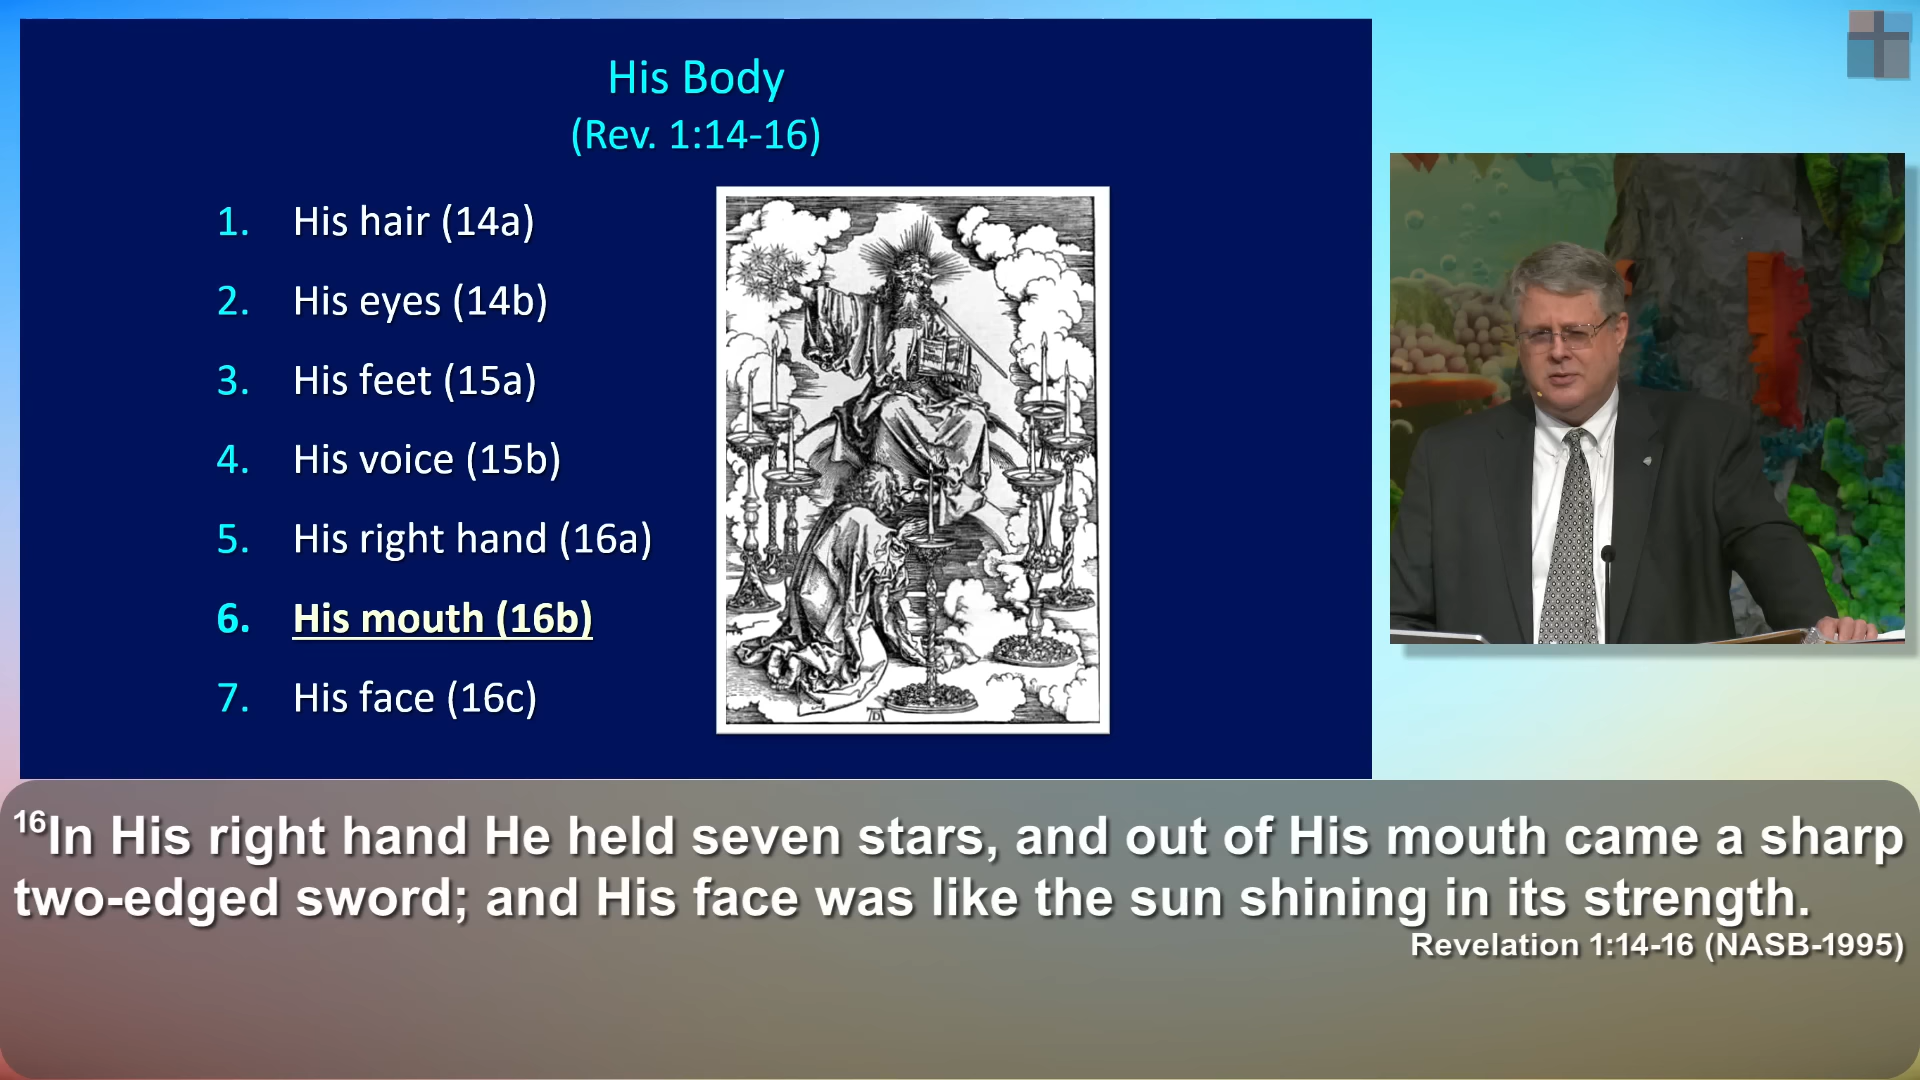 His Body
(Rev. 1:14-16)
1. His hair (14a)
2. His eyes (14b)
3. His feet (15a)
4. His voice (15b)
5. His right hand (16a)
6. His mouth (16b)
7. His face (16c)
AD
16In His right hand He held seven stars, and out of His mouth came a sharp
two-edged sword; and His face was like the sun shining in its strength.
Revelation 1:14-16 (NASB-1995)